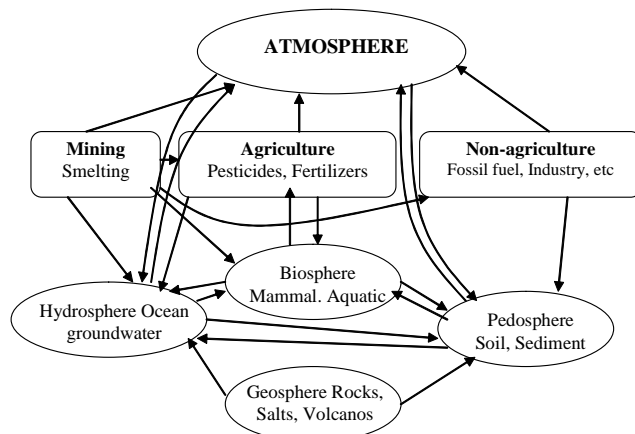 ATMOSPHERE
Mining
Smelting
Agriculture
Pesticides, Fertilizers
Non-agriculture
Fossil fuel, Industry, etc
Biosphere
Mammal. Aquatic
Hydrosphere Ocean
groundwater
Pedosphere
Soil, Sediment
Geosphere Rocks,
Salts, Volcanos